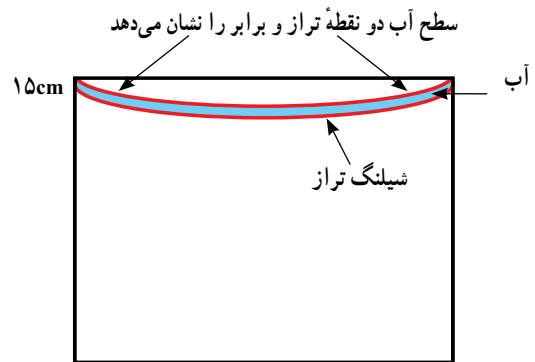 سطح آب دو نقطهٔ تراز و برابر را نشان می‌دهد
آب
۱۵cm
شیلنگ تراز